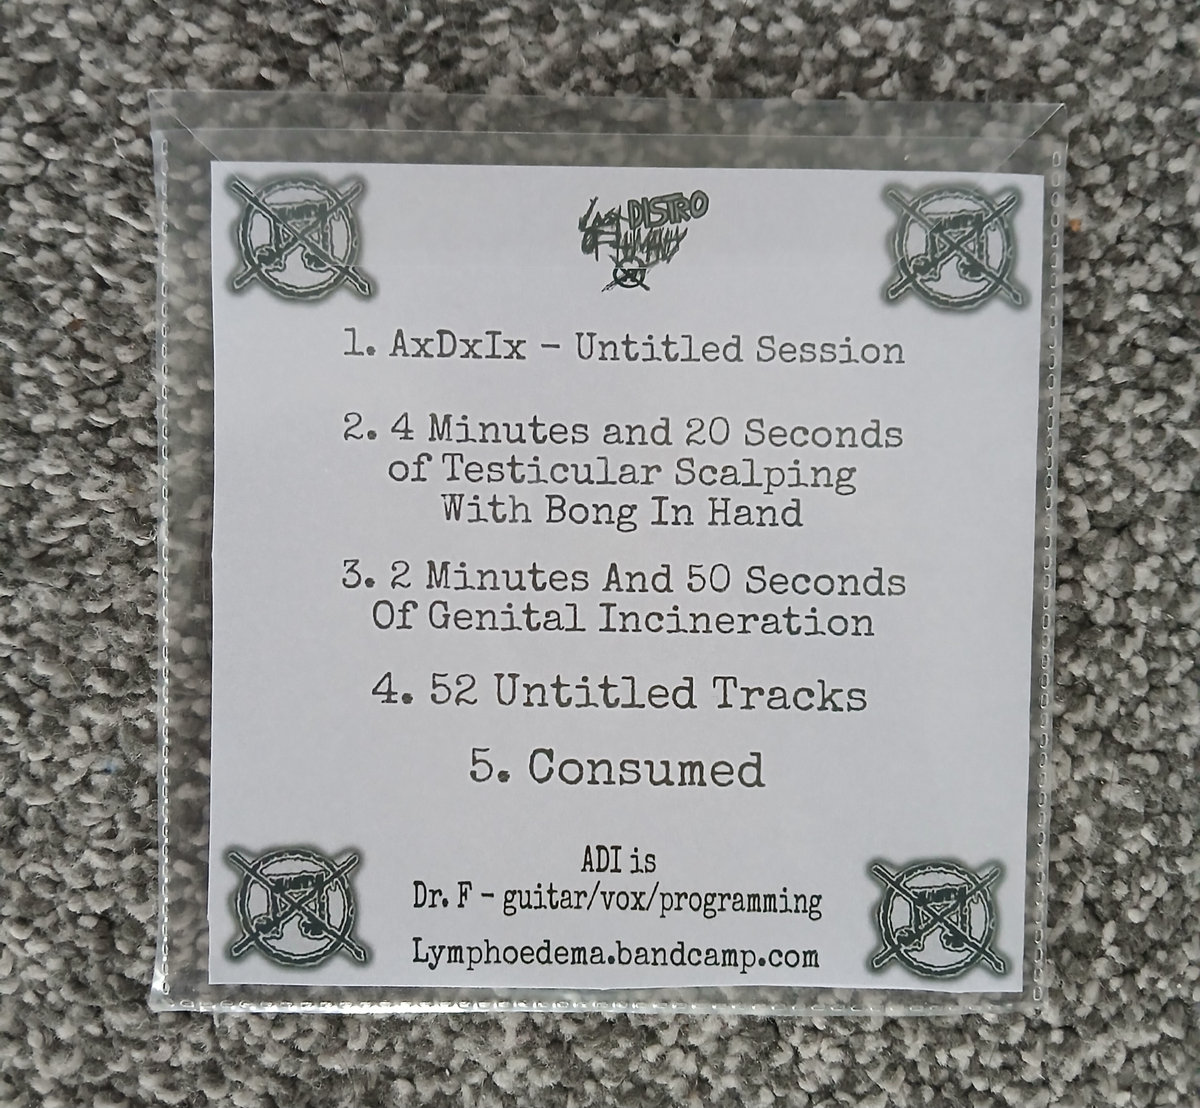 DISTRO
1. AxDxIx - Untitled Session
2. 4 Minutes and 20 Seconds
of Testicular Scalping
With Bong In Hand
3. 2 Minutes And 50 Seconds
Of Genital Incineration
4. 52 Untitled Tracks
5. Consumed
ADI is
Dr. F - guitar/vox/programming
Lymphoedema.bandcamp.com